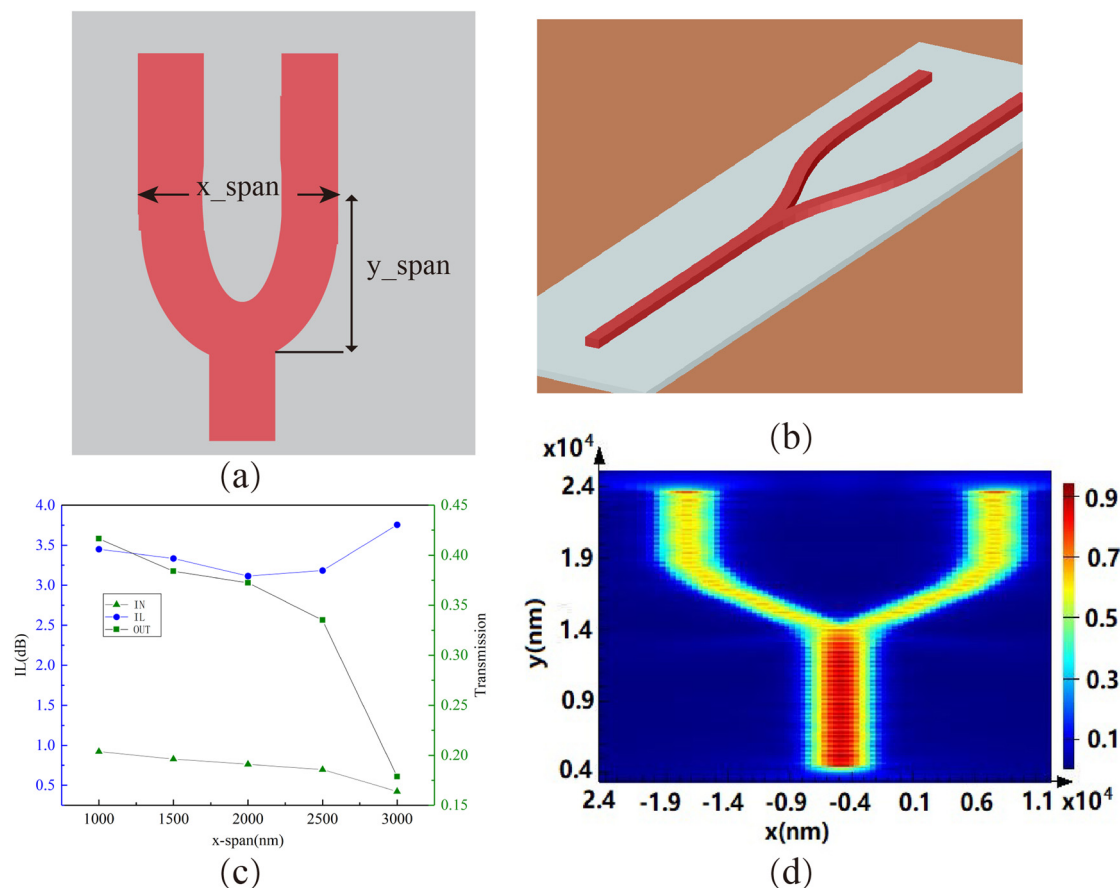 x_span
y_span
(a)
(b)
4.0
3.5
3.0
2.5
2.0
1.5
1.0
0.5
IL(dB)
IN
IL
OUT
0.45
0.40
0.35
0.30
0.25
0.20
0.15
Transmission
1000 1500 2000 2500 3000
x-span(nm)
(c)
x10⁴
2.4
1.9
1.4
0.9
0.4
y(nm)
0.9
0.7
0.5
0.3
0.1
2.4 -1.9 -1.4 -0.9 -0.4 0.1 0.6 1.1 x10⁴
x(nm)
(d)